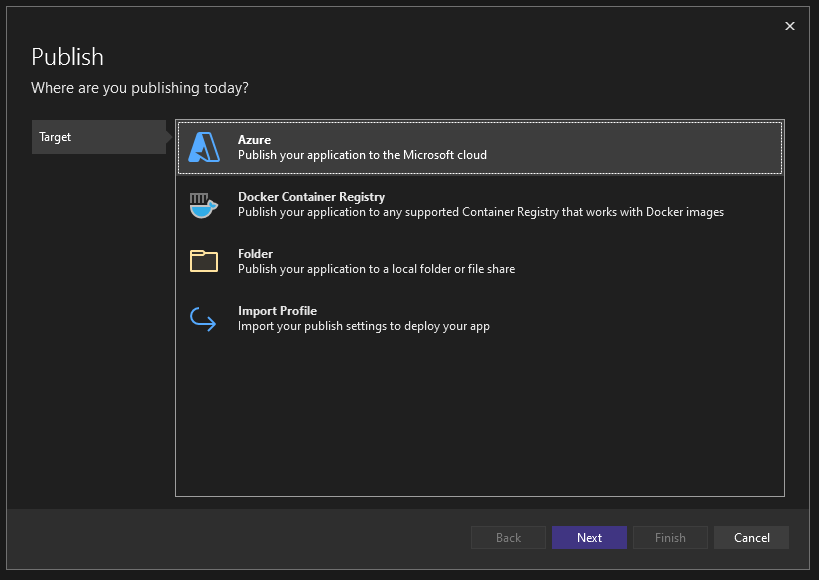 Publish
Where are you publishing today?
Target
Azure
Publish your application to the Microsoft cloud
Docker Container Registry
Publish your application to any supported Container Registry that works with Docker images
Folder
Publish your application to a local folder or file share
Import Profile
Import your publish settings to deploy your app
Back
Next
Finish
Cancel